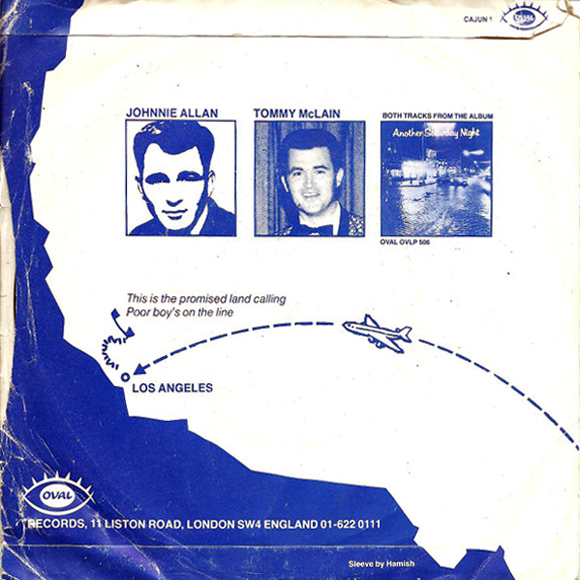 CAJUN 1
OVAL
JOHNNIE ALLAN
TOMMY McLAIN
BOTH TRACKS FROM THE ALBUM
Another Saturday Night
OVAL OVLP 506
This is the promised land calling
Poor boy's on the line
LOS ANGELES
OVAL
RECORDS, 11 LISTON ROAD, LONDON SW4 ENGLAND 01-622 0111
Sleeve by Hamish